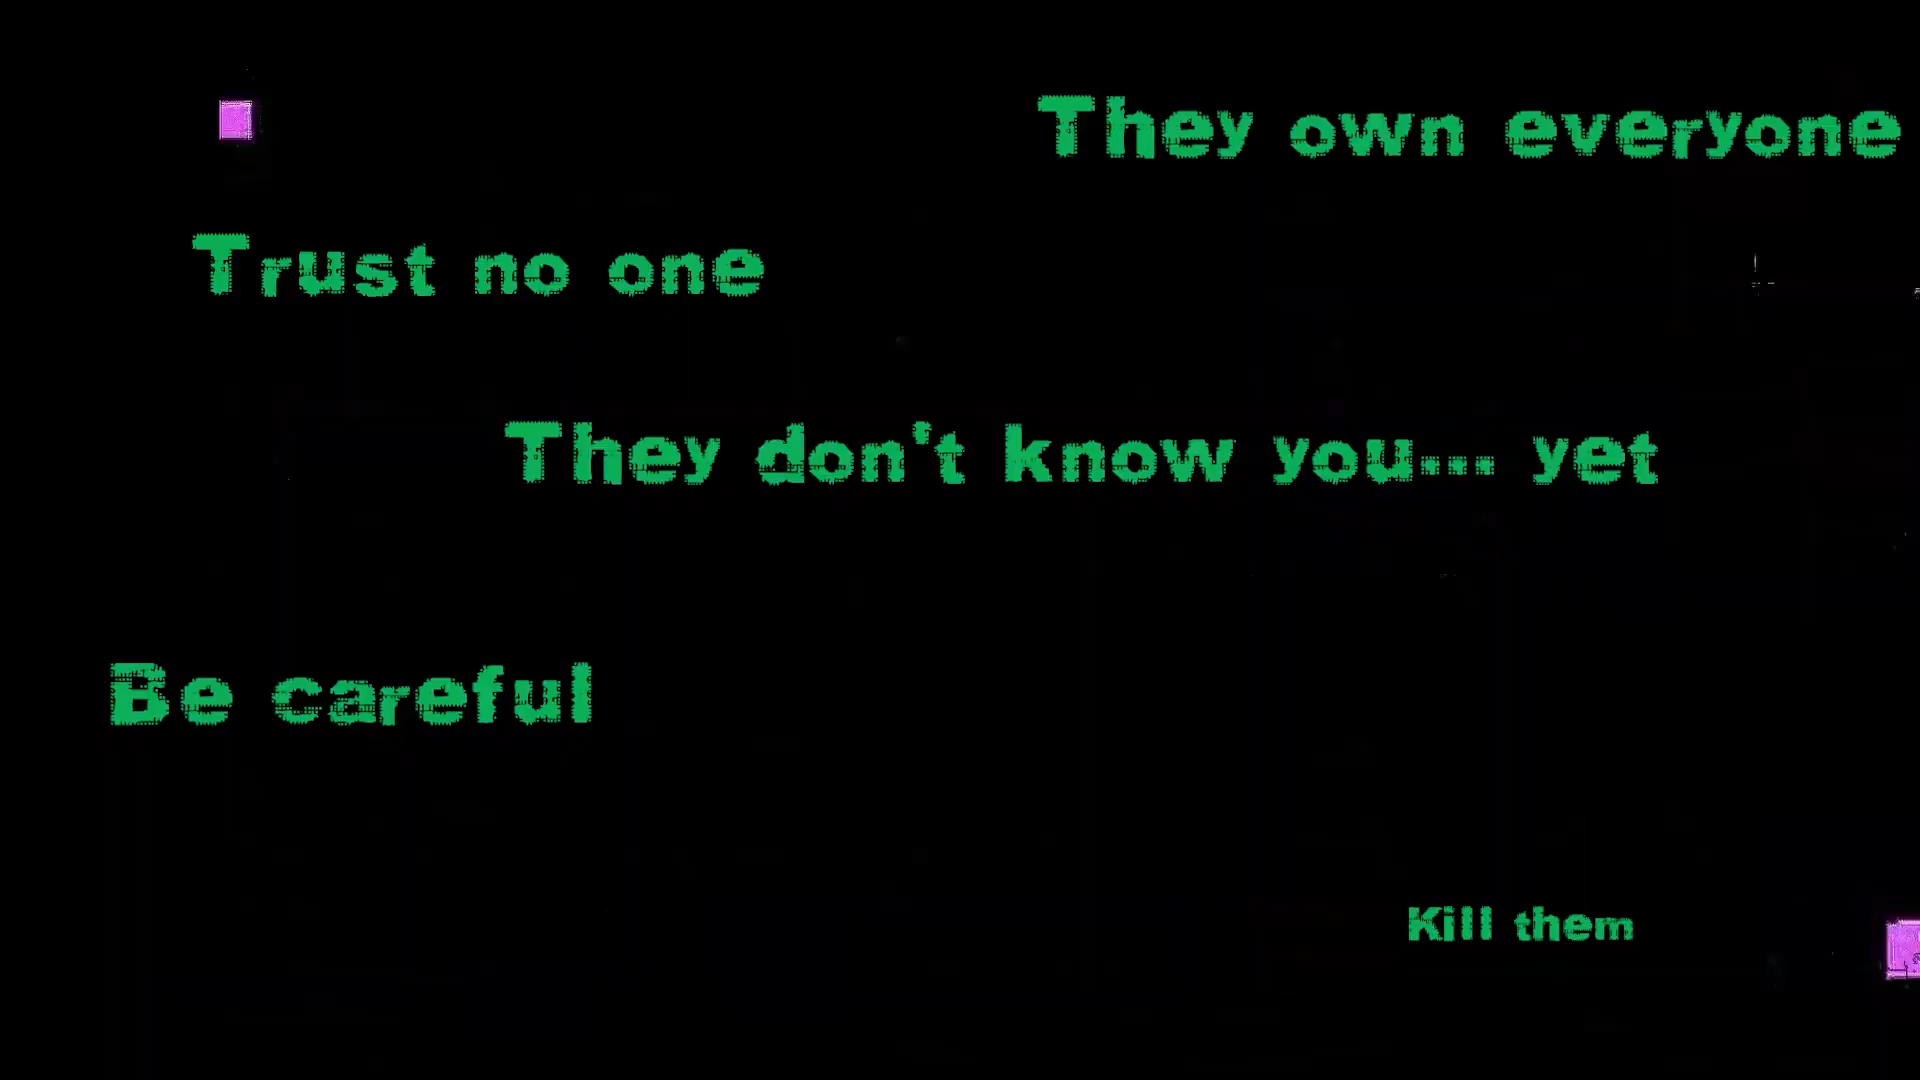 They own everyone
Trust no one
They don't know you... yet
Be careful
Kill them